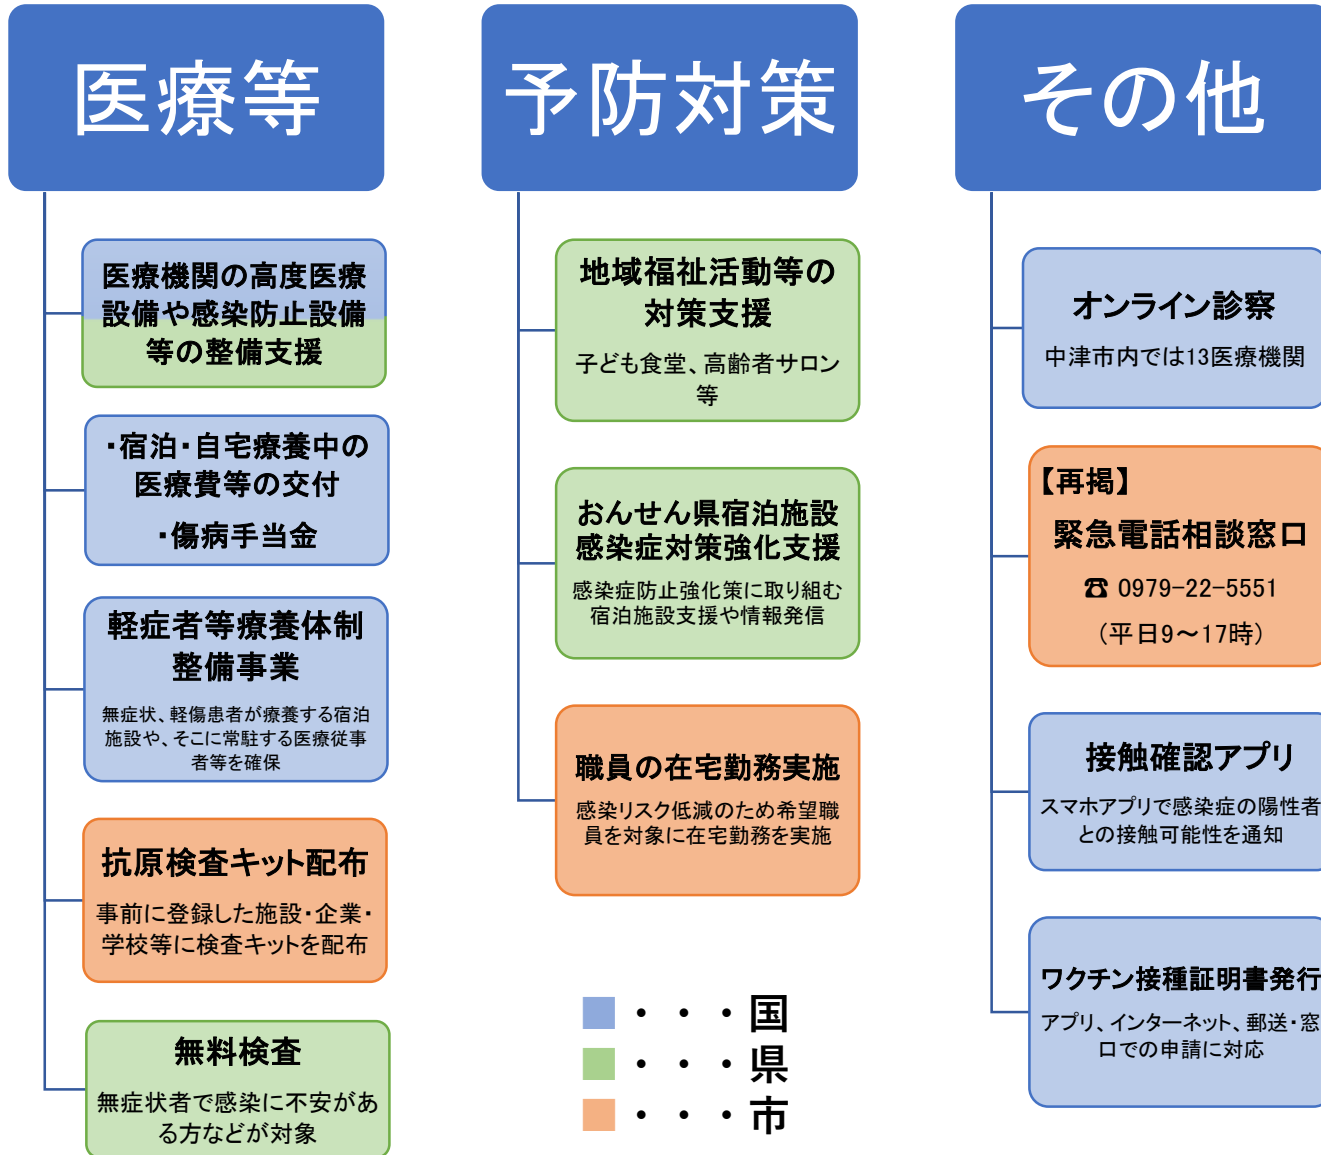 医療等
医療機関の高度医療
設備や感染防止設備
等の整備支援
・宿泊・自宅療養中の
医療費等の交付
・傷病手当金
軽症者等療養体制
整備事業
無症状、軽傷患者が療養する宿泊
施設や、そこに常駐する医療従事
者等を確保
抗原検査キット配布
事前に登録した施設・企業・
学校等に検査キットを配布
無料検査
無症状者で感染に不安があ
る方などが対象
予防対策
地域福祉活動等の
対策支援
子ども食堂、高齢者サロン
等
おんせん県宿泊施設
感染症対策強化支援
感染症防止強化策に取り組む
宿泊施設支援や情報発信
職員の在宅勤務実施
感染リスク低減のため希望職
員を対象に在宅勤務を実施
・・・国
・・・県
・・・市
その他
オンライン診察
中津市内では13医療機関
【再掲】
緊急電話相談窓口
☎ 0979-22-5551
（平日9～17時）
接触確認アプリ
スマホアプリで感染症の陽性者
との接触可能性を通知
ワクチン接種証明書発行
アプリ、インターネット、郵送・窓
口での申請に対応